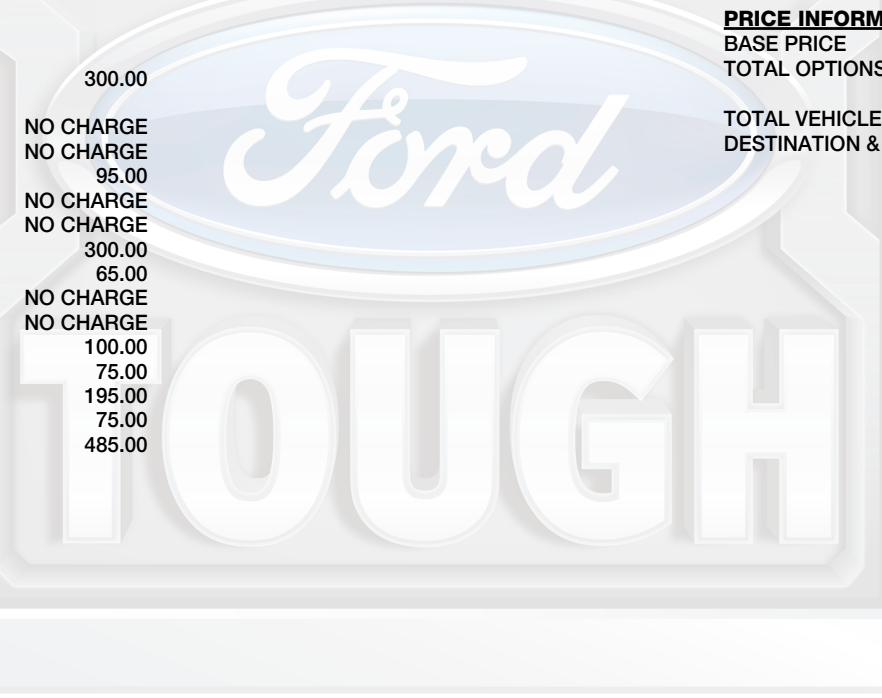 300.00
NO CHARGE
NO CHARGE
95.00
NO CHARGE
NO CHARGE
300.00
65.00
NO CHARGE
NO CHARGE
100.00
75.00
195.00
75.00
485.00
PRICE INFORM
BASE PRICE
TOTAL OPTIONS
TOTAL VEHICLE
DESTINATION &
Ford
TOUGH